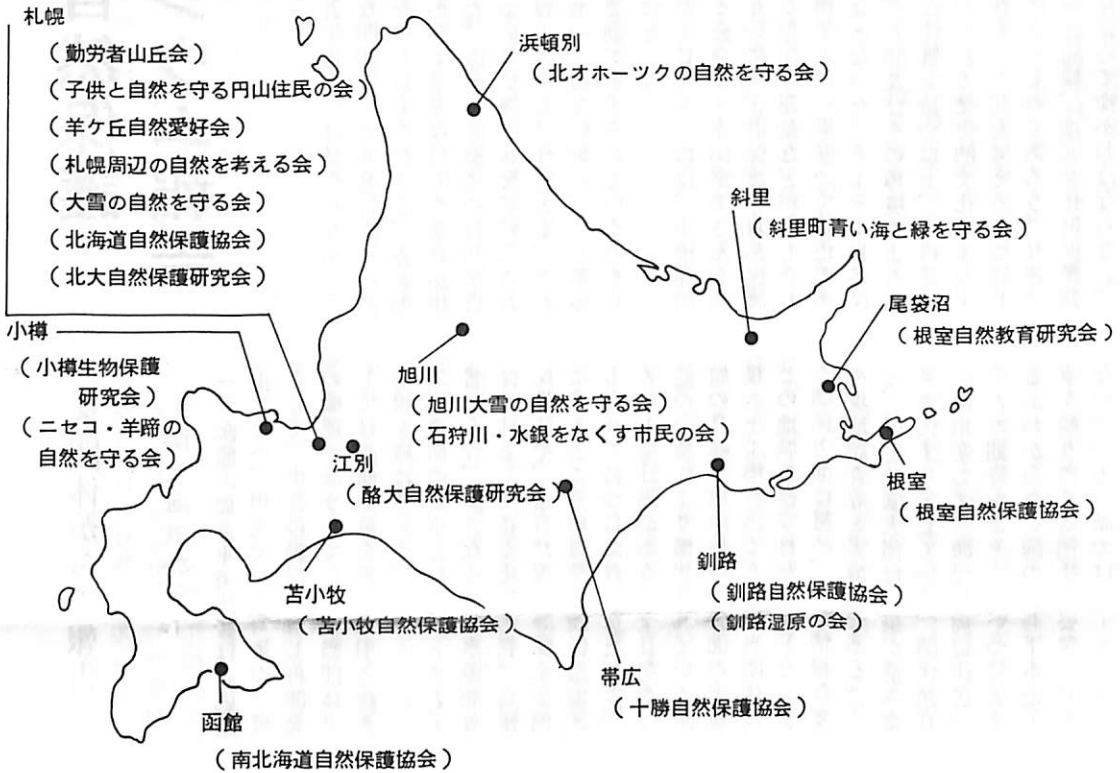 札幌
（勤労者山丘会）
（子供と自然を守る円山住民の会）
（羊ケ丘自然愛好会）
（札幌周辺の自然を考える会）
（大雪の自然を守る会）
（北海道自然保護協会）
（北大自然保護研究会）
浜頓別
（北オホーツクの自然を守る会）
斜里
（斜里町青い海と緑を守る会）
尾袋沼
（根室自然教育研究会）
小樽
（小樽生物保護
研究会）
（ニセコ・羊蹄の
自然を守る会）
旭川
（旭川大雪の自然を守る会）
（石狩川・水銀をなくす市民の会）
江別
（酪大自然保護研究会）
根室
（根室自然保護協会）
釧路
（釧路自然保護協会）
（釧路湿原の会）
苫小牧
（苫小牧自然保護協会）
帯広
（十勝自然保護協会）
函館
（南北海道自然保護協会）